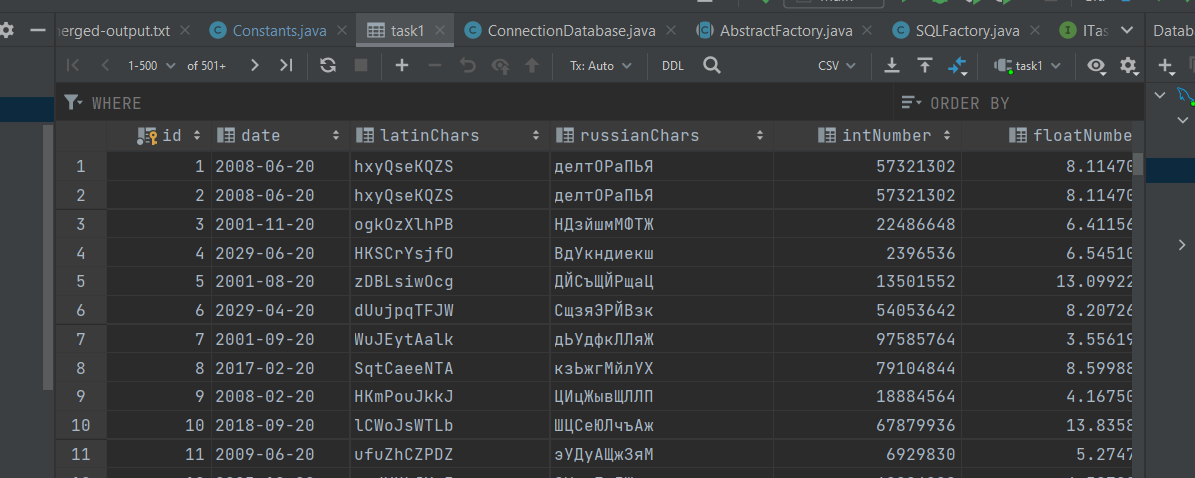 erged-output.txt Constants.java task1 ConnectionDatabase.java AbstractFactory.java SQLFactory.java ITas Datab
1-500 of 501+ Tx: Auto DDL CSV task1
WHERE ORDER BY
id date latinChars russianChars intNumber floatNumbe
1 1 2008-06-20 hxyQseKQZS делтОРаПЬЯ 57321302 8.11470
2 2 2008-06-20 hxyQseKQZS делтОРаПЬЯ 57321302 8.11470
3 3 2001-11-20 ogkOzXlhPB НДзйшмМФТЖ 22486648 6.41156
4 4 2029-06-20 HKSCrYsjfO ВдУкндиекш 2396536 6.54510
5 5 2001-08-20 zDBLsiwOcg ДЙСъЩЙРщаЦ 13501552 13.09922
6 6 2029-04-20 dUujpqTFJW СщзяЭРЙВзк 54053642 8.20726
7 7 2001-09-20 WuJEytAalk дЬУдфкЛЛяЖ 97585764 3.55619
8 8 2017-02-20 SqtCaeeNTA кзЬжгМйлУХ 79104844 8.59988
9 9 2008-02-20 HKmPouJkkJ ЦИцЖывЩЛЛП 18884564 4.16750
10 10 2018-09-20 lCWoJsWTLb ШЦСеЮЛчъАж 67879936 13.8358
11 11 2009-06-20 ufuZhCZPDZ эУДуАЩжЗяМ 6929830 5.2747